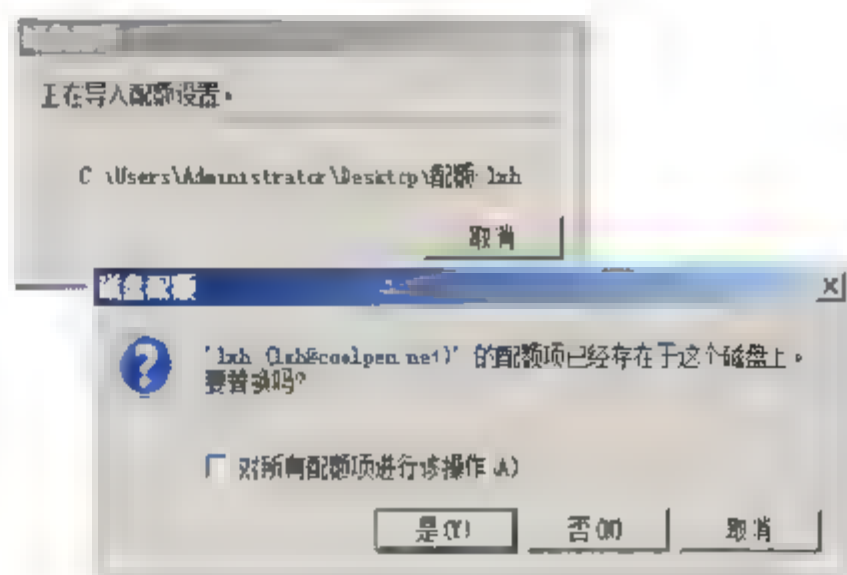 正在导入配额设置。
C:\Users\Administrator\Desktop\配额 lxh
取消
磁盘配额
'lxh (lxh@coolpen.net)' 的配额项已经存在于这个磁盘上。
要替换吗?
对所有配额项进行该操作(A)
是(Y)
否(N)
取消